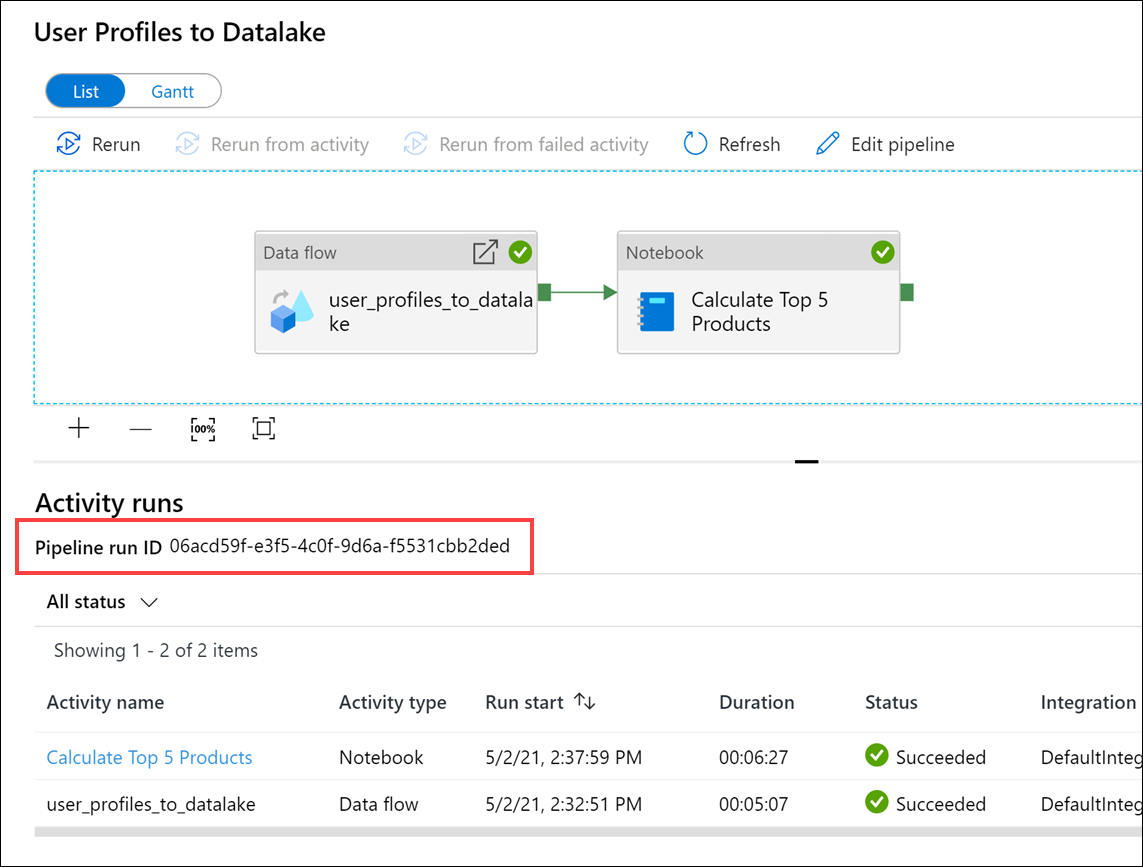 User Profiles to Datalake
List Gantt
Rerun Rerun from activity Rerun from failed activity Refresh Edit pipeline
Data flow
user_profiles_to_datala
ke
Notebook
Calculate Top 5
Products
100%
Activity runs
Pipeline run ID 06acd59f-e3f5-4c0f-9d6a-f5531cbb2ded
All status
Showing 1 - 2 of 2 items
Activity name Activity type Run start Duration Status Integration
Calculate Top 5 Products Notebook 5/2/21, 2:37:59 PM 00:06:27 Succeeded DefaultInteg
user_profiles_to_datalake Data flow 5/2/21, 2:32:51 PM 00:05:07 Succeeded DefaultInteg